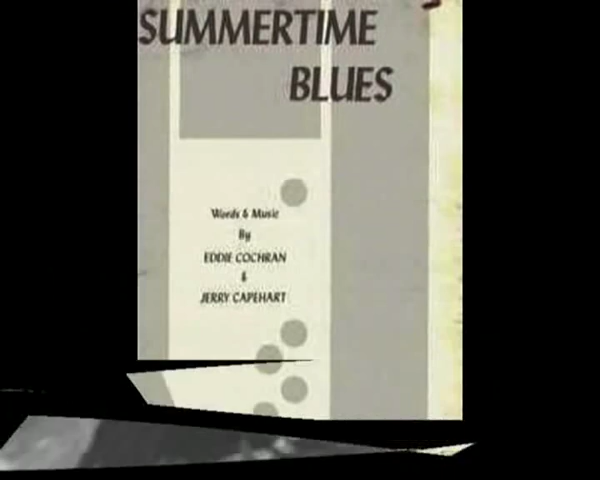 SUMMERTIME
BLUES
Words & Music
By
EDDIE COCHRAN
&
JERRY CAPEHART